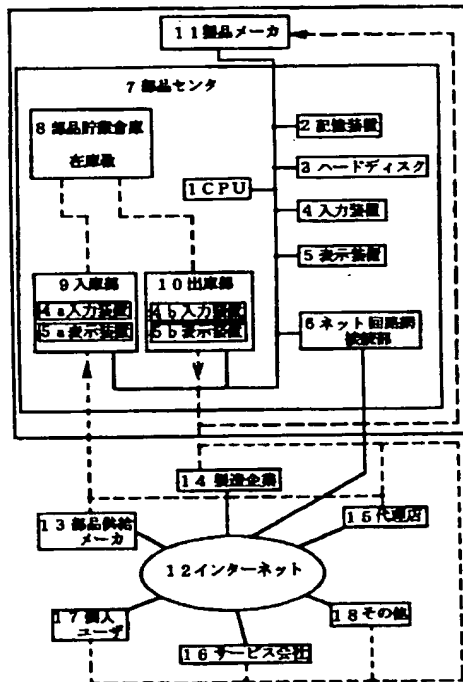 11製品メーカ
7 部品センタ
8 部品貯蔵倉庫
在庫数
2 記憶装置
3 ハードディスク
1CPU
4 入力装置
5 表示装置
9入庫部
4a入力装置
5a表示装置
10出庫部
4b入力装置
5b表示装置
6ネット回路網
接続部
14製造企業
13部品供給
メーカ
15代理店
12インターネット
17個人
ユーザ
18その他
16サービス会社